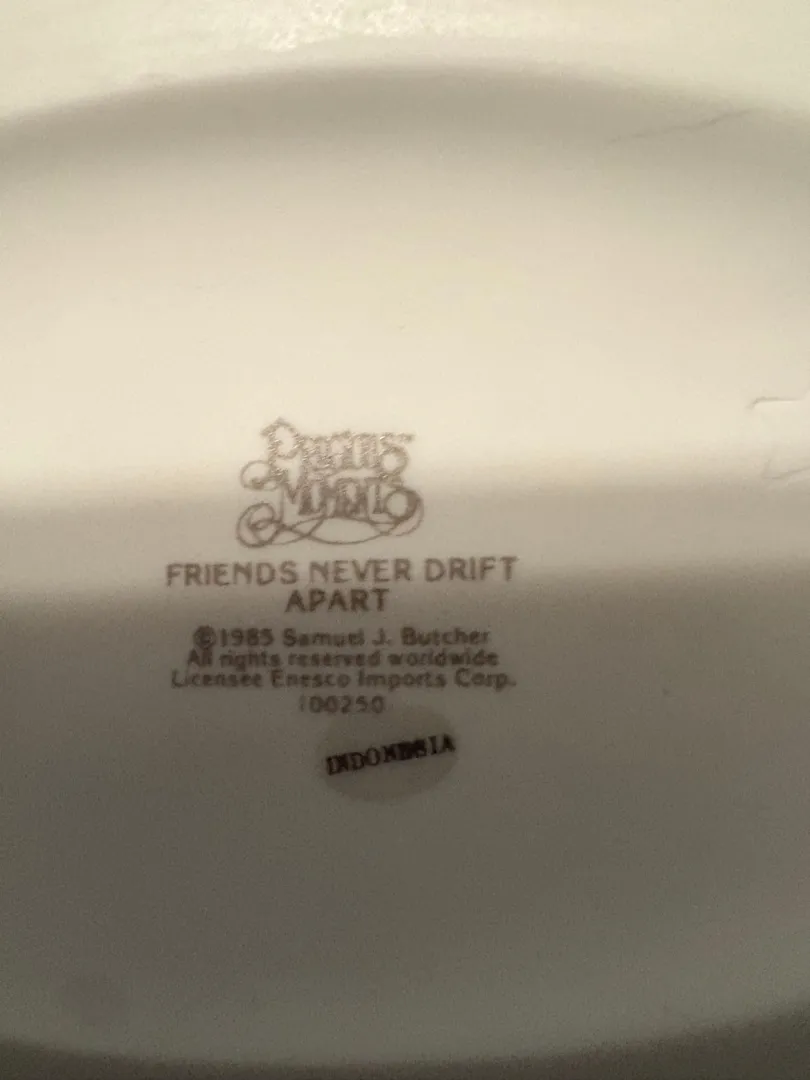 PRECIOUS
MOMENTS
FRIENDS NEVER DRIFT
APART
©1985 Samuel J. Butcher
All rights reserved worldwide
Licensee Enesco Imports Corp.
100250
INDONESIA